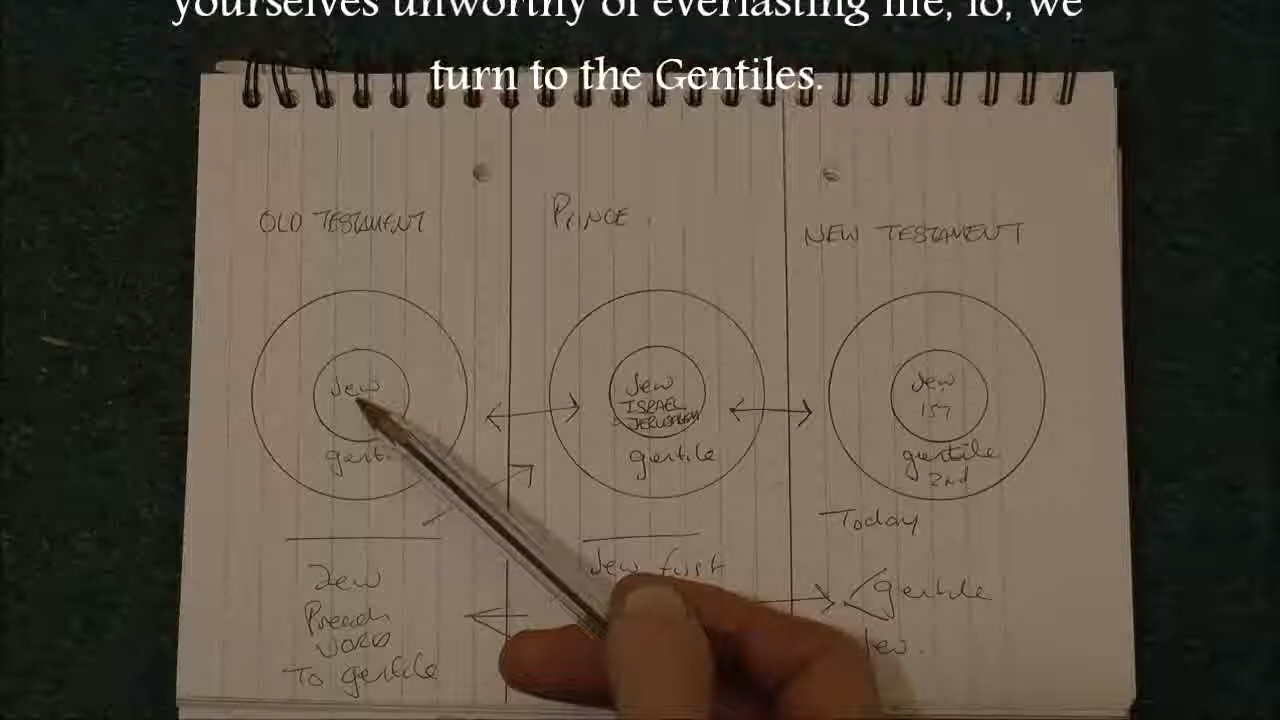 yourselves unworthy of everlasting life, lo, we
turn to the Gentiles.
OLD TESTAMENT
PRINCE
NEW TESTAMENT
Jew
gent
Jew
ISRAEL
JERUSALEM
gentile
Jew
1st
gentile
2nd
Today
Jew
Preach
WORD
To gentile
Jew first
gentile
Jew.